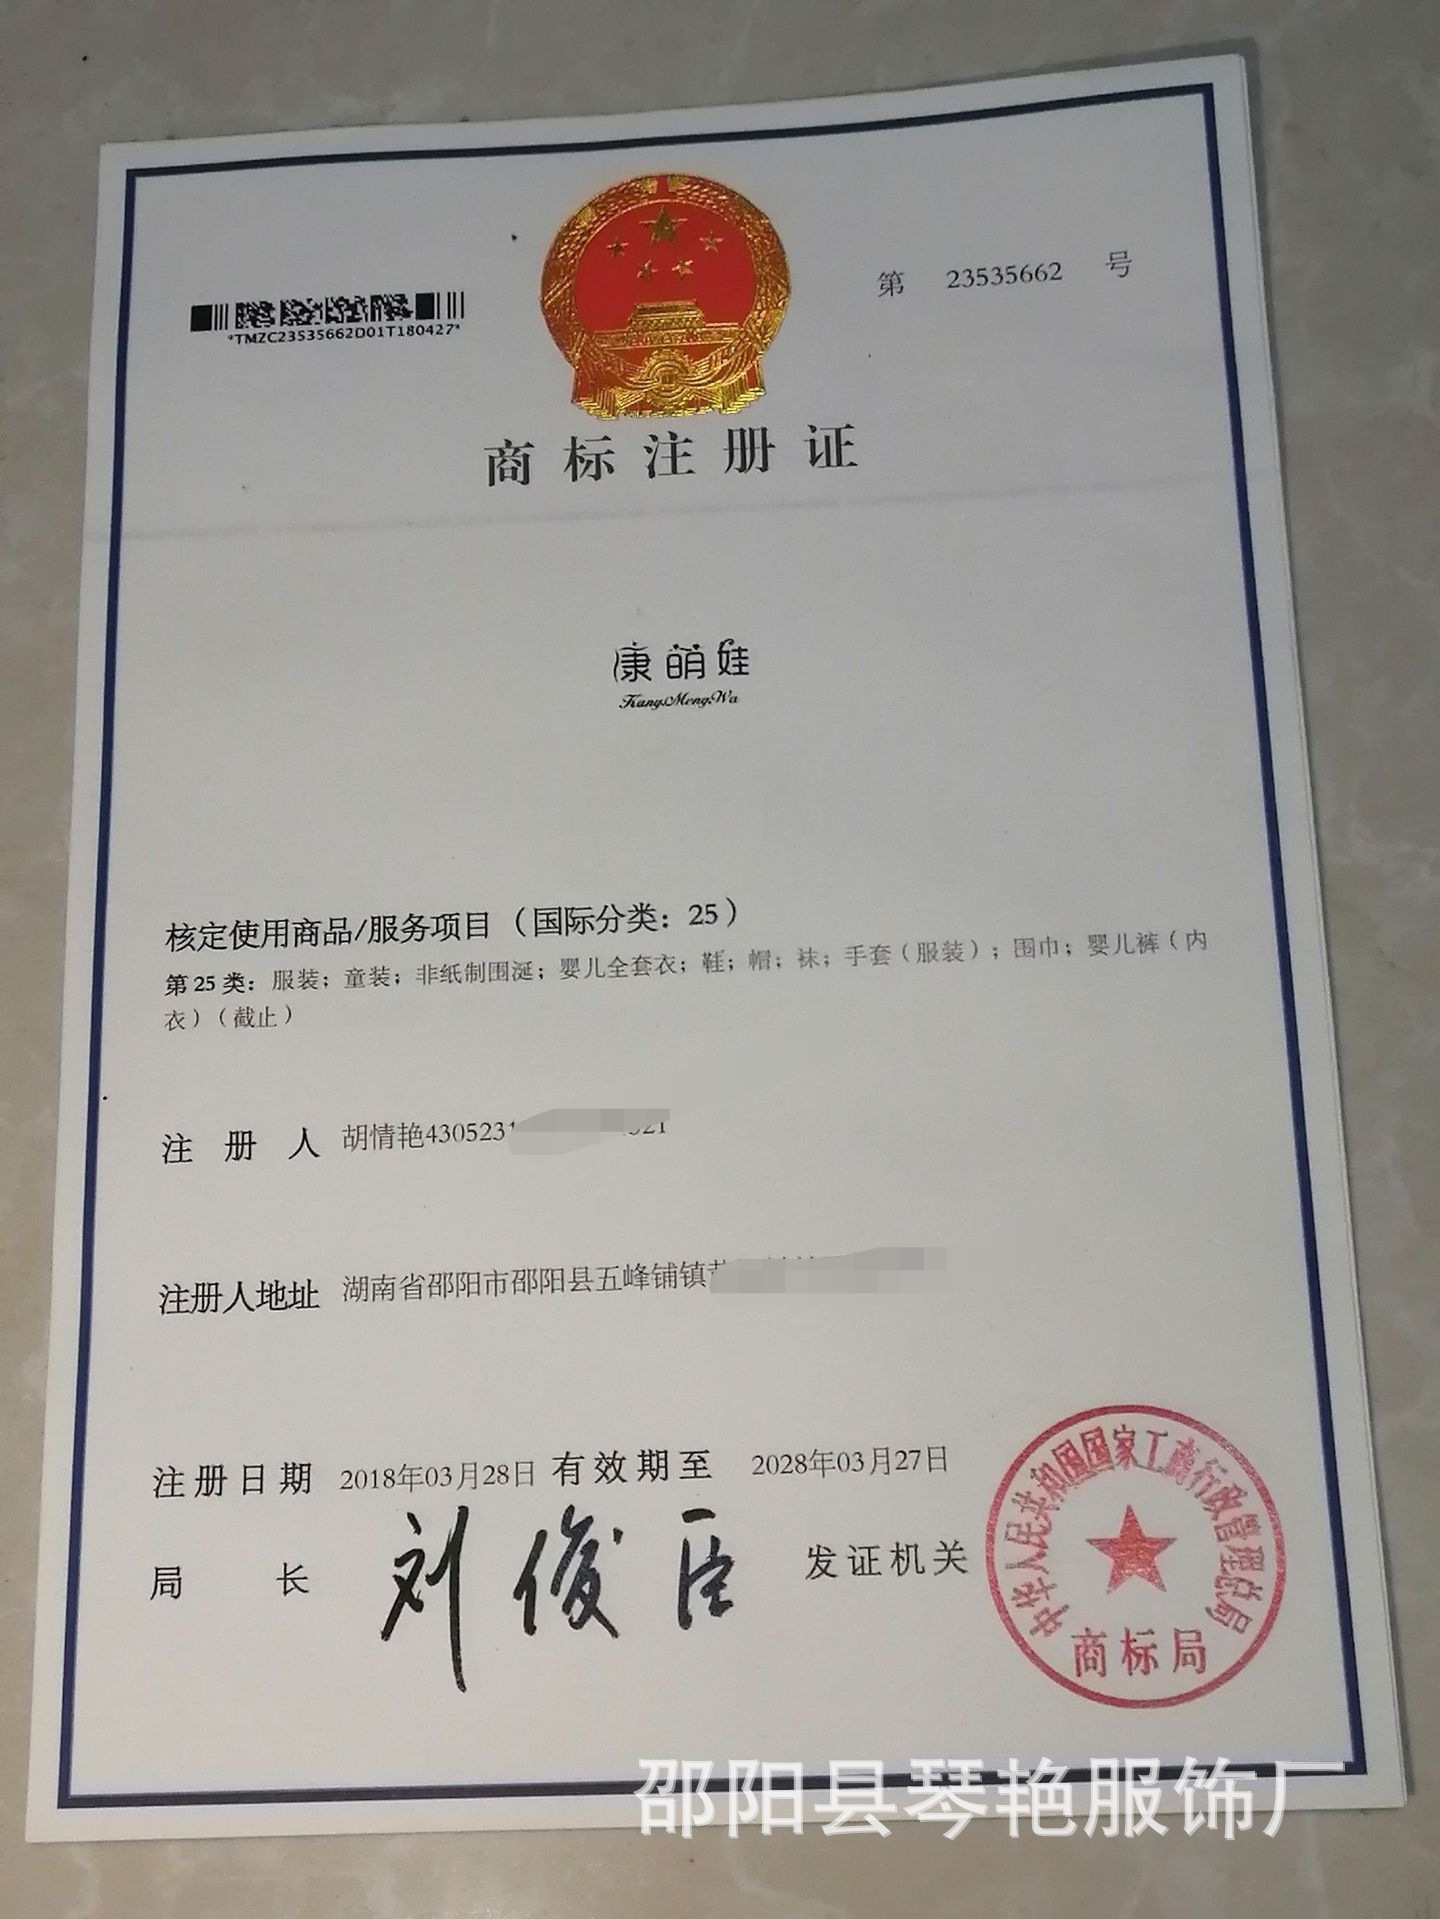 第 23535662 号
*TMZC23535662D01T180427*
商标注册证
康萌娃
KangMengWa
核定使用商品/服务项目（国际分类：25）
第25类：服装；童装；非纸制围涎；婴儿全套衣；鞋；帽；袜；手套（服装）；围巾；婴儿裤（内
衣）（截止）
注册人 胡情艳4305231
注册人地址 湖南省邵阳市邵阳县五峰铺镇
注册日期 2018年03月28日 有效期至 2028年03月27日
局长 刘俊臣 发证机关
中华人民共和国国家工商行政管理总局
商标局
邵阳县琴艳服饰厂